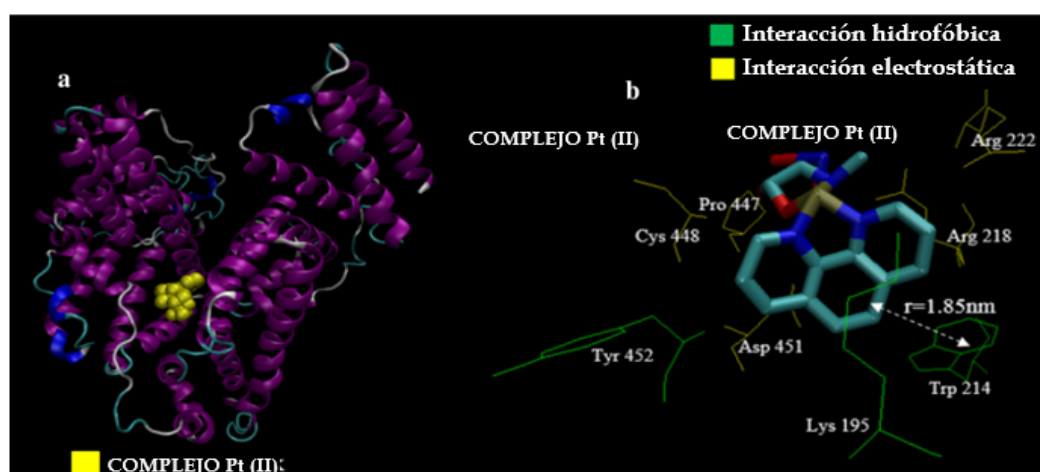 a
COMPLEJO Pt (II):
Interacción hidrofóbica
Interacción electrostática
b
COMPLEJO Pt (II)
COMPLEJO Pt (II)
Arg 222
Pro 447
Cys 448
Arg 218
r=1.85nm
Tyr 452
Asp 451
Trp 214
Lys 195